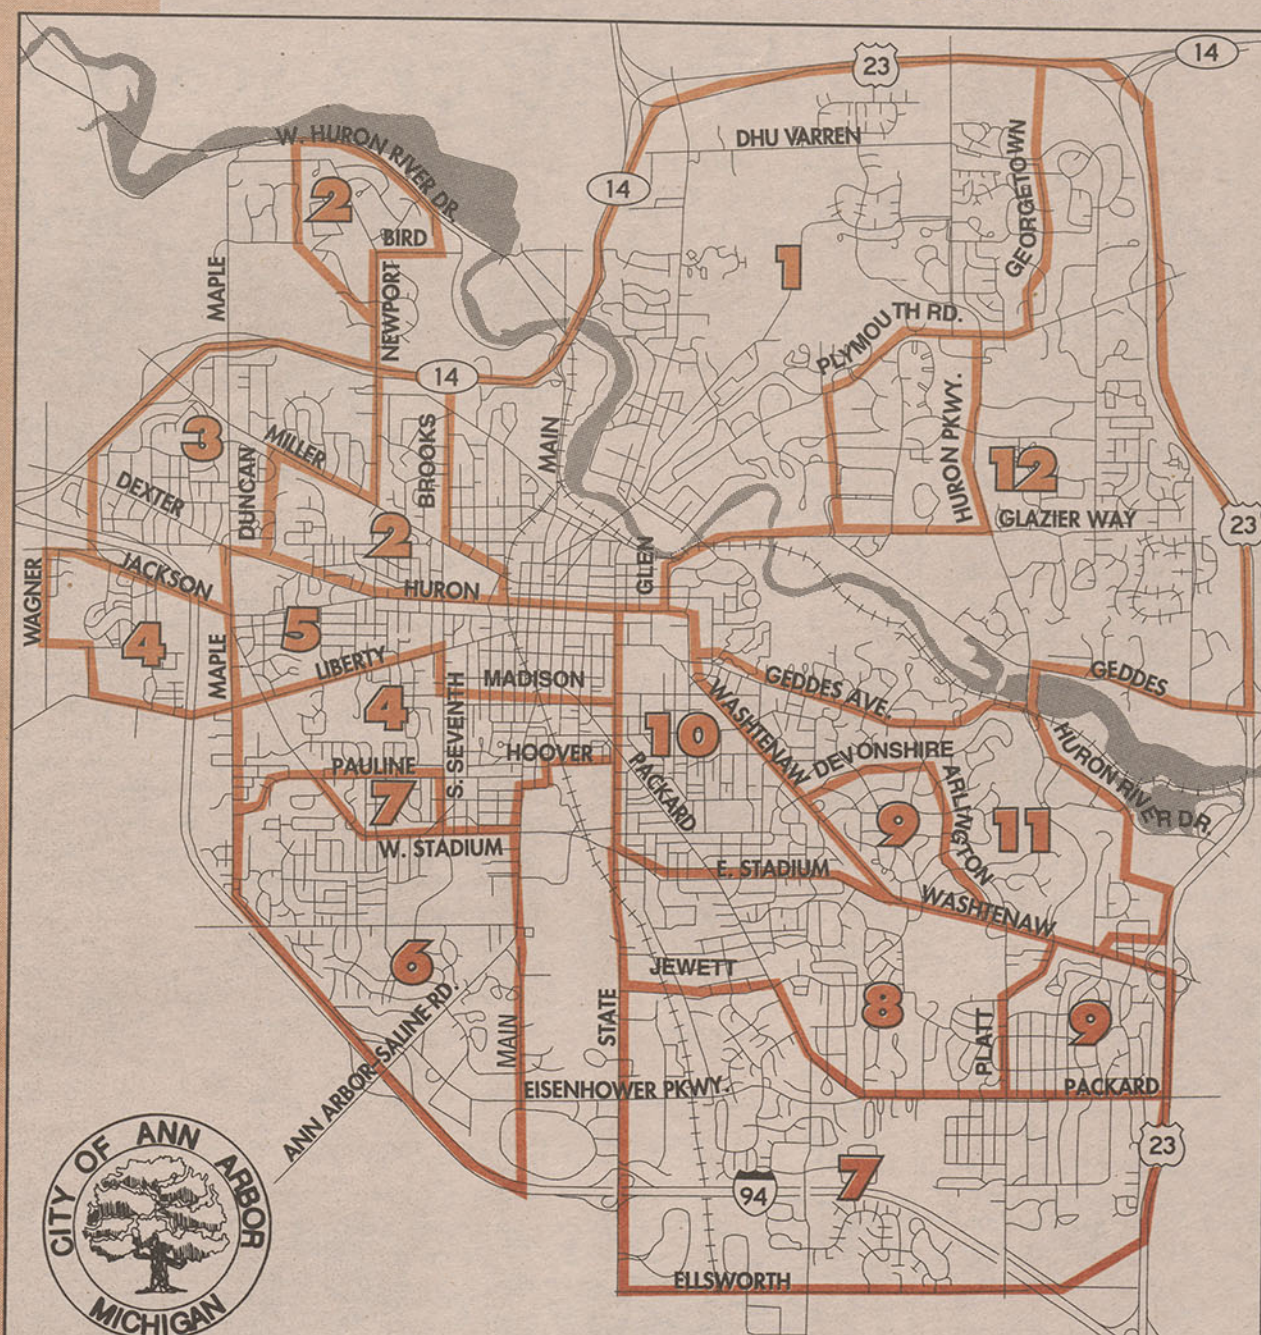 23
14
W. HURON RIVER DR.
DHU VARREN
14
GEORGETOWN
2
BIRD
1
MAPLE
NEWPORT
PLYMOUTH RD.
14
3
MILLER
BROOKS
MAIN
HURON PKWY.
12
DEXTER
DUNCAN
2
GLAZIER WAY
23
WAGNER
JACKSON
HURON
GLEN
4
MAPLE
5
LIBERTY
MADISON
GEDDES AVE.
GEDDES
4
S. SEVENTH
10
WASHTENAW
HOOVER
PACKARD
DEVONSHIRE
HURON RIVER DR.
PAULINE
7
9
ARLINGTON
11
W. STADIUM
E. STADIUM
WASHTENAW
6
JEWETT
ANN ARBOR-SALINE RD.
MAIN
STATE
8
PLATT
9
EISENHOWER PKWY.
PACKARD
23
7
94
ELLSWORTH
CITY OF ANN ARBOR
MICHIGAN